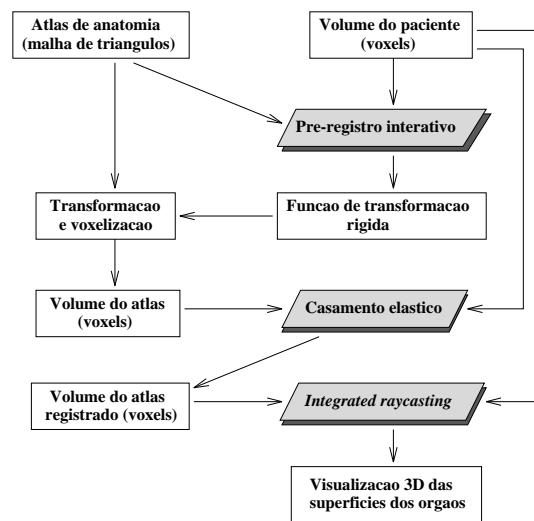 Atlas de anatomia
(malha de triangulos)
Volume do paciente
(voxels)
Pre-registro interativo
Transformacao
e voxelizacao
Funcao de transformacao
rigida
Volume do atlas
(voxels)
Casamento elastico
Volume do atlas
registrado (voxels)
Integrated raycasting
Visualizacao 3D das
superficies dos orgaos